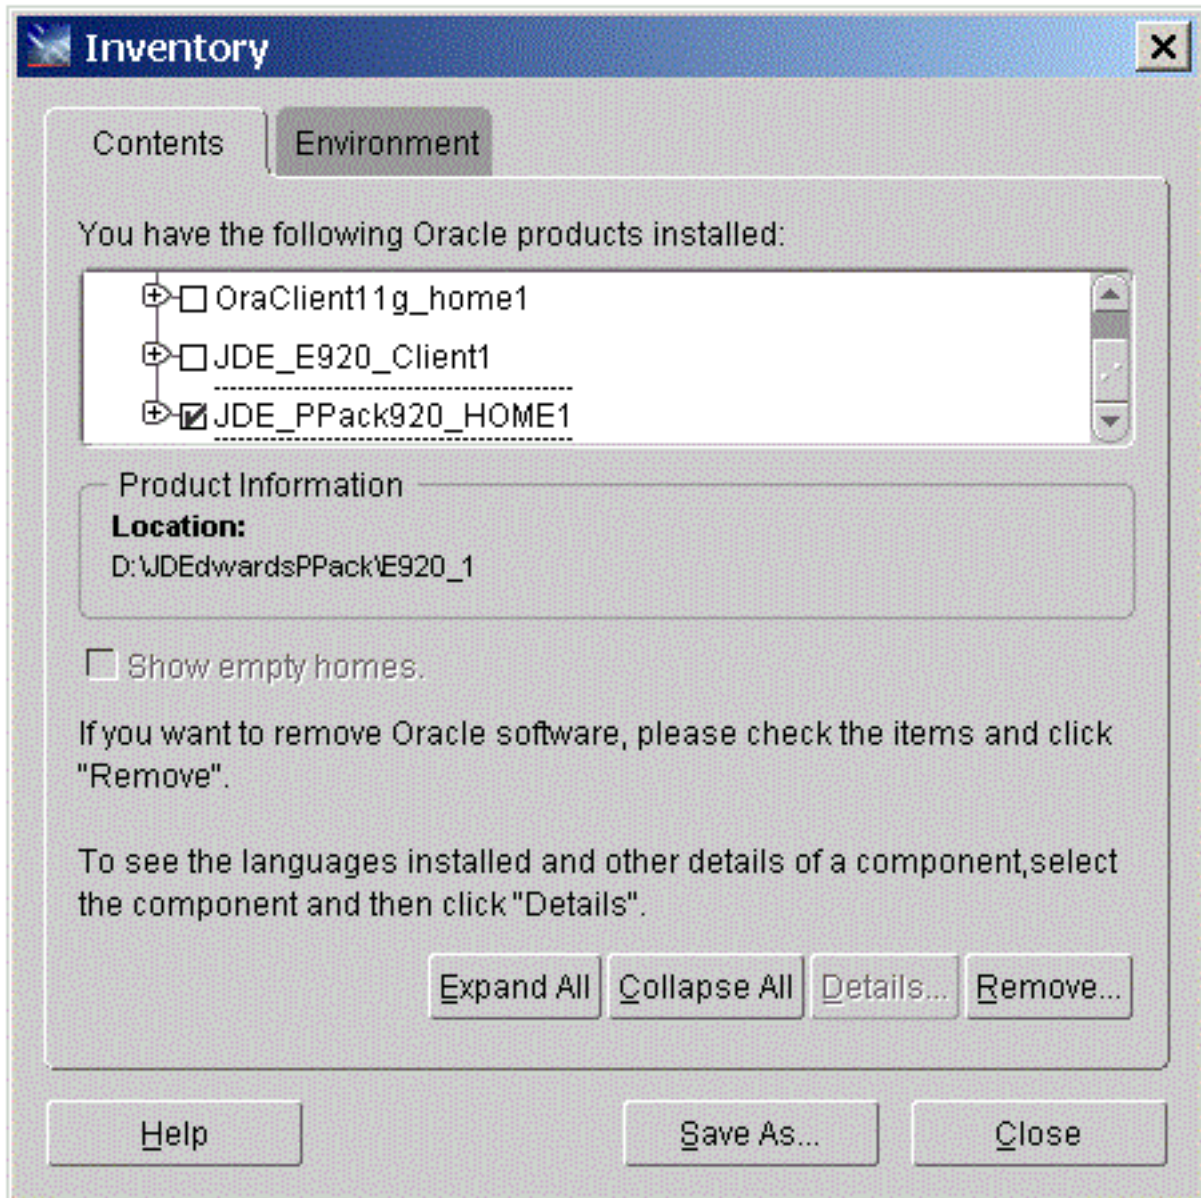 Inventory
Contents
Environment
You have the following Oracle products installed:
OraClient11g_home1
JDE_E920_Client1
JDE_PPack920_HOME1
Product Information
Location:
D:\JDEdwardsPPack\E920_1
Show empty homes.
If you want to remove Oracle software, please check the items and click
"Remove".
To see the languages installed and other details of a component,select
the component and then click "Details".
Expand All
Collapse All
Details...
Remove...
Help
Save As...
Close